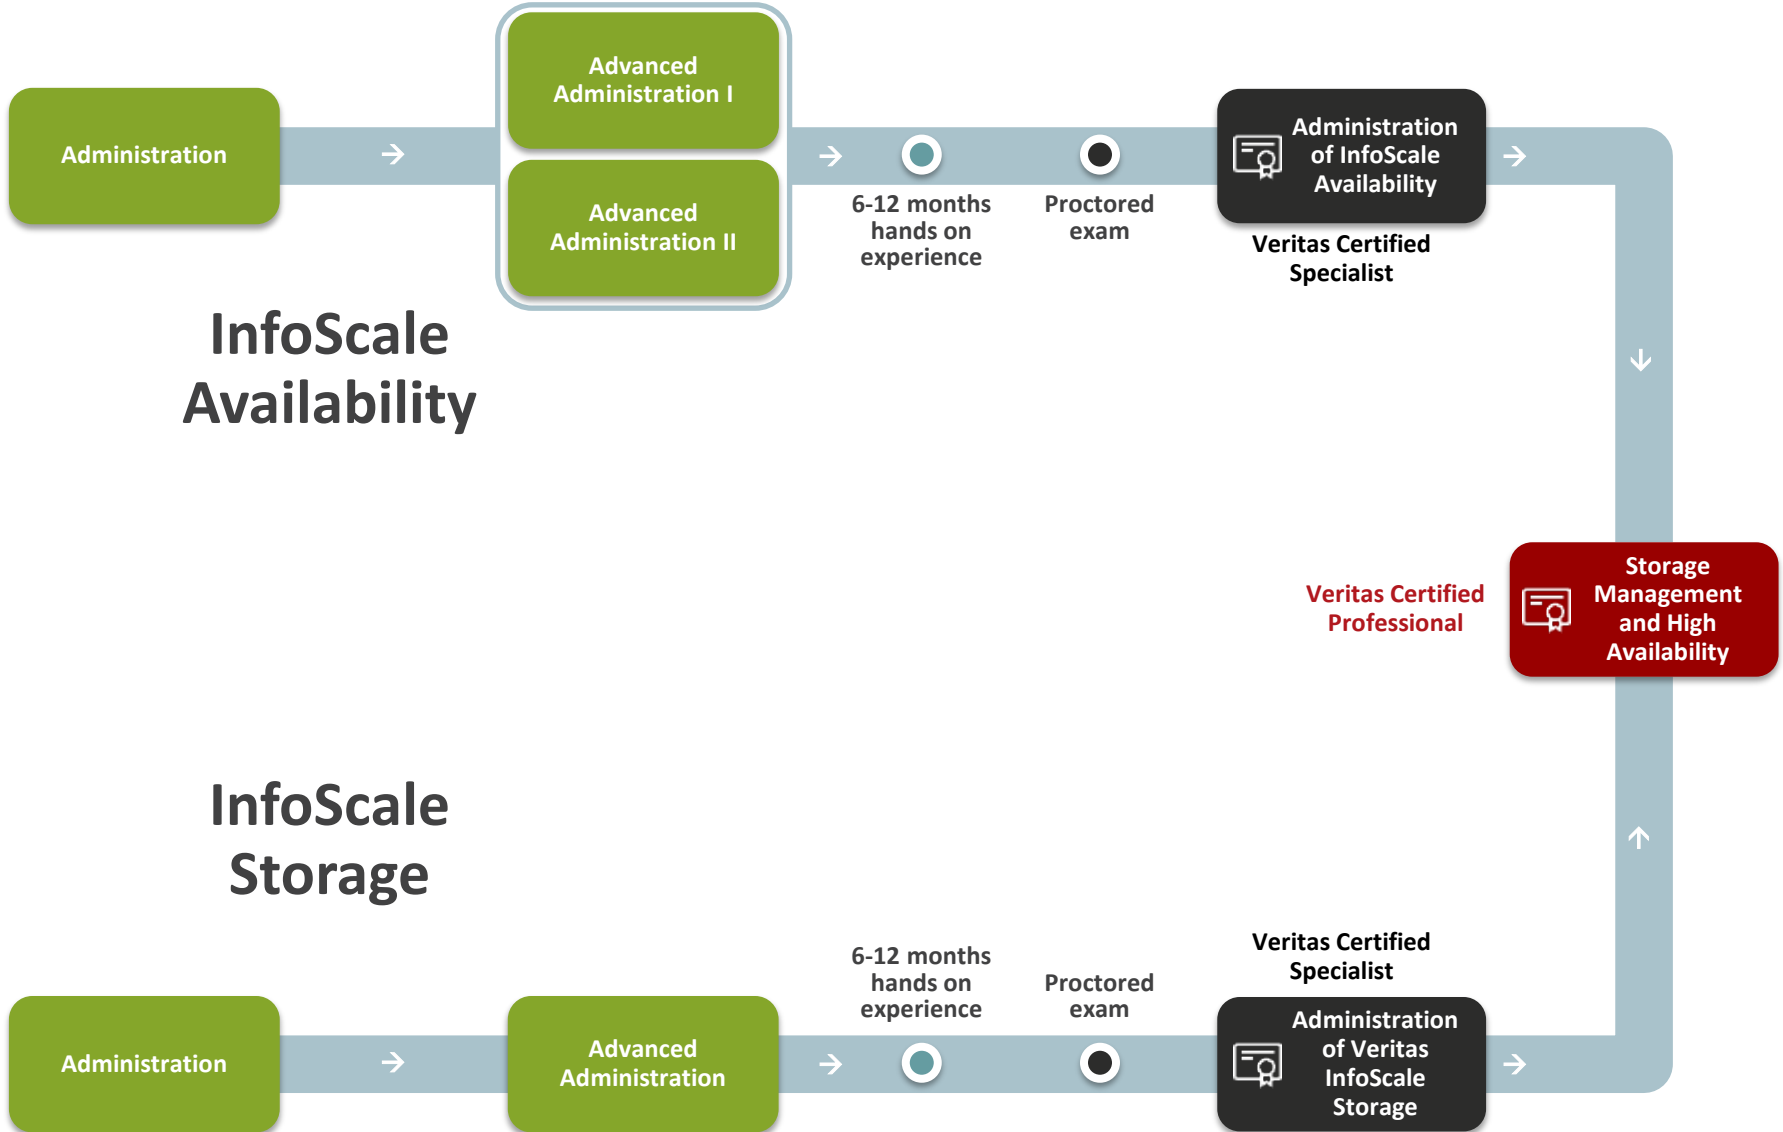 Administration
Advanced
Administration I
Advanced
Administration II
6-12 months
hands on
experience
Proctored
exam
Administration
of InfoScale
Availability
Veritas Certified
Specialist
InfoScale
Availability
Veritas Certified
Professional
Storage
Management
and High
Availability
InfoScale
Storage
Administration
Advanced
Administration
6-12 months
hands on
experience
Proctored
exam
Veritas Certified
Specialist
Administration
of Veritas
InfoScale
Storage